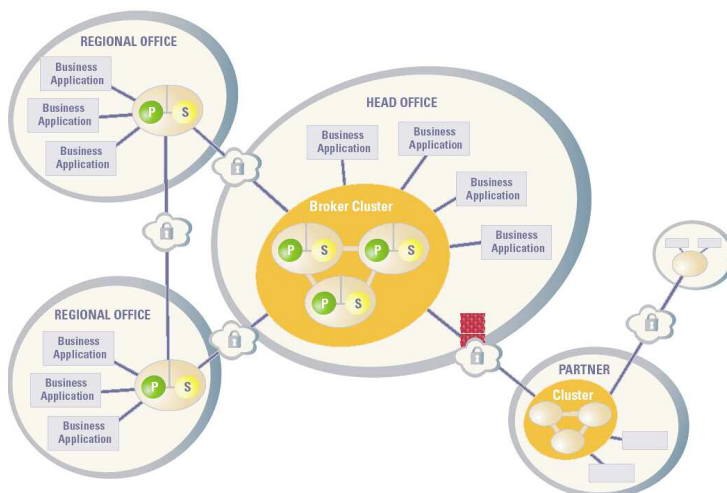 REGIONAL OFFICE
Business
Application
Business
Application
Business
Application
P
S
HEAD OFFICE
Business
Application
Business
Application
Business
Application
Business
Application
Broker Cluster
P
S
P
S
P
S
REGIONAL OFFICE
Business
Application
Business
Application
Business
Application
P
S
PARTNER
Cluster